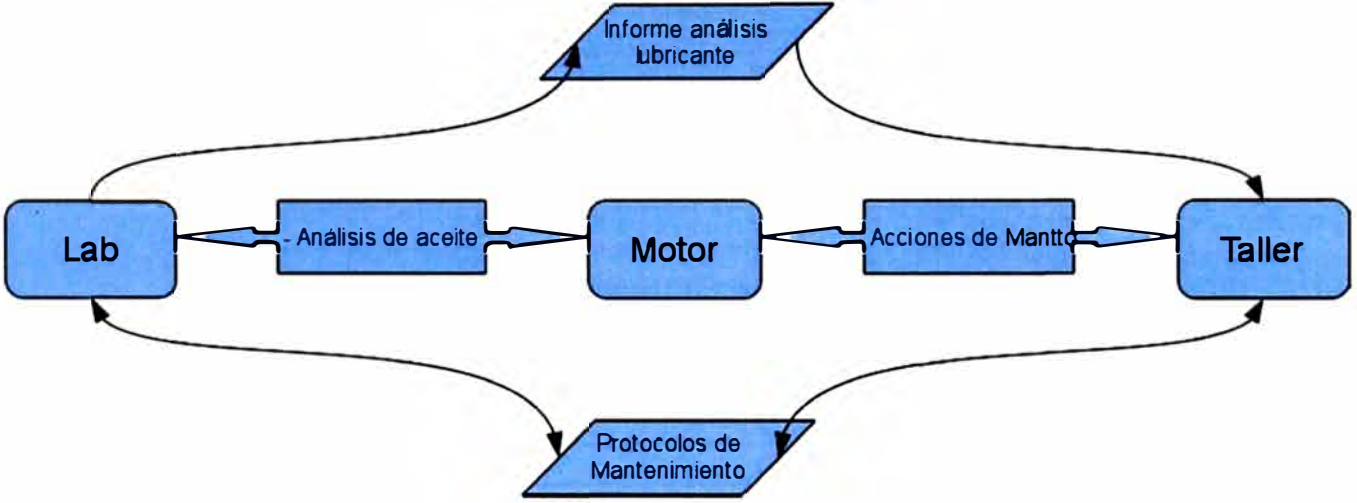 Informe análisis
lubricante
Lab
- Análisis de aceite
Motor
Acciones de Mantto
Taller
Protocolos de
Mantenimiento